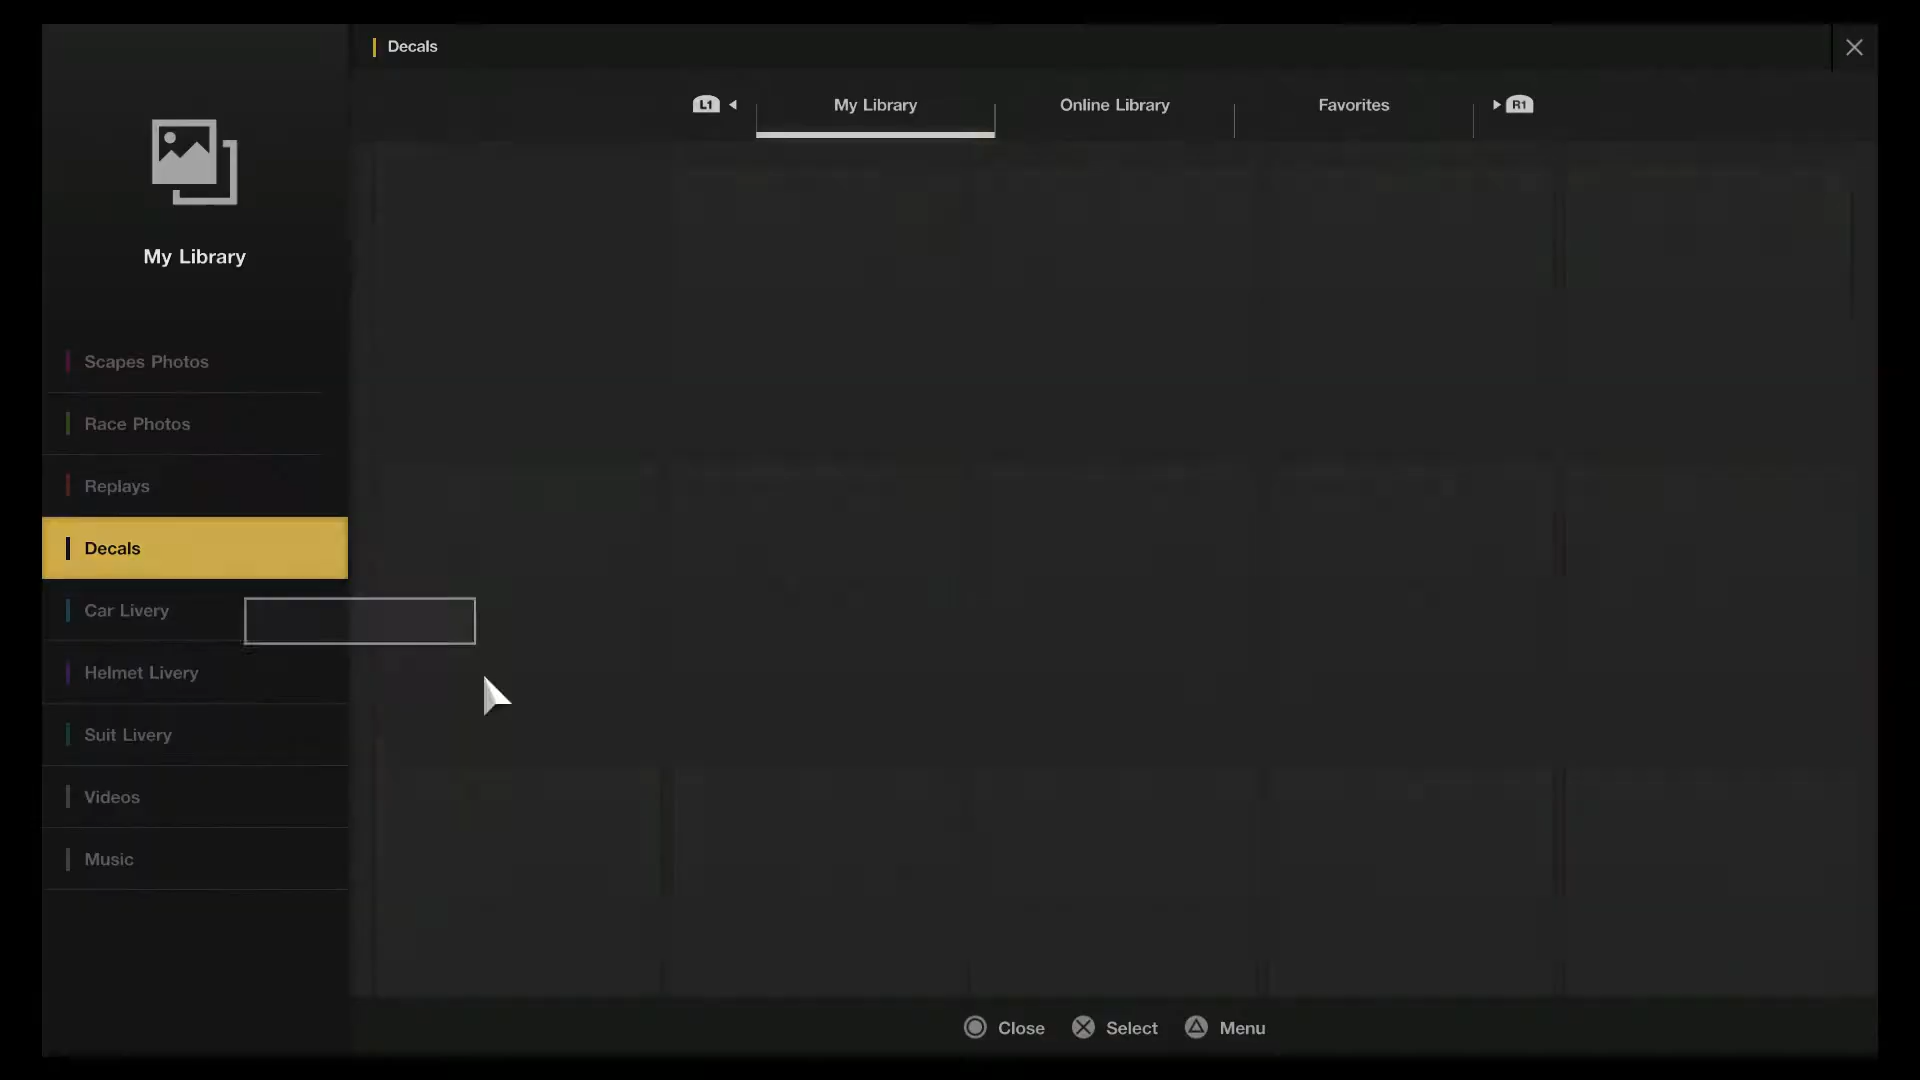 Decals
L1
My Library
Online Library
Favorites
R1
My Library
Scapes Photos
Race Photos
Replays
Decals
Car Livery
Helmet Livery
Suit Livery
Videos
Music
Close
Select
Menu